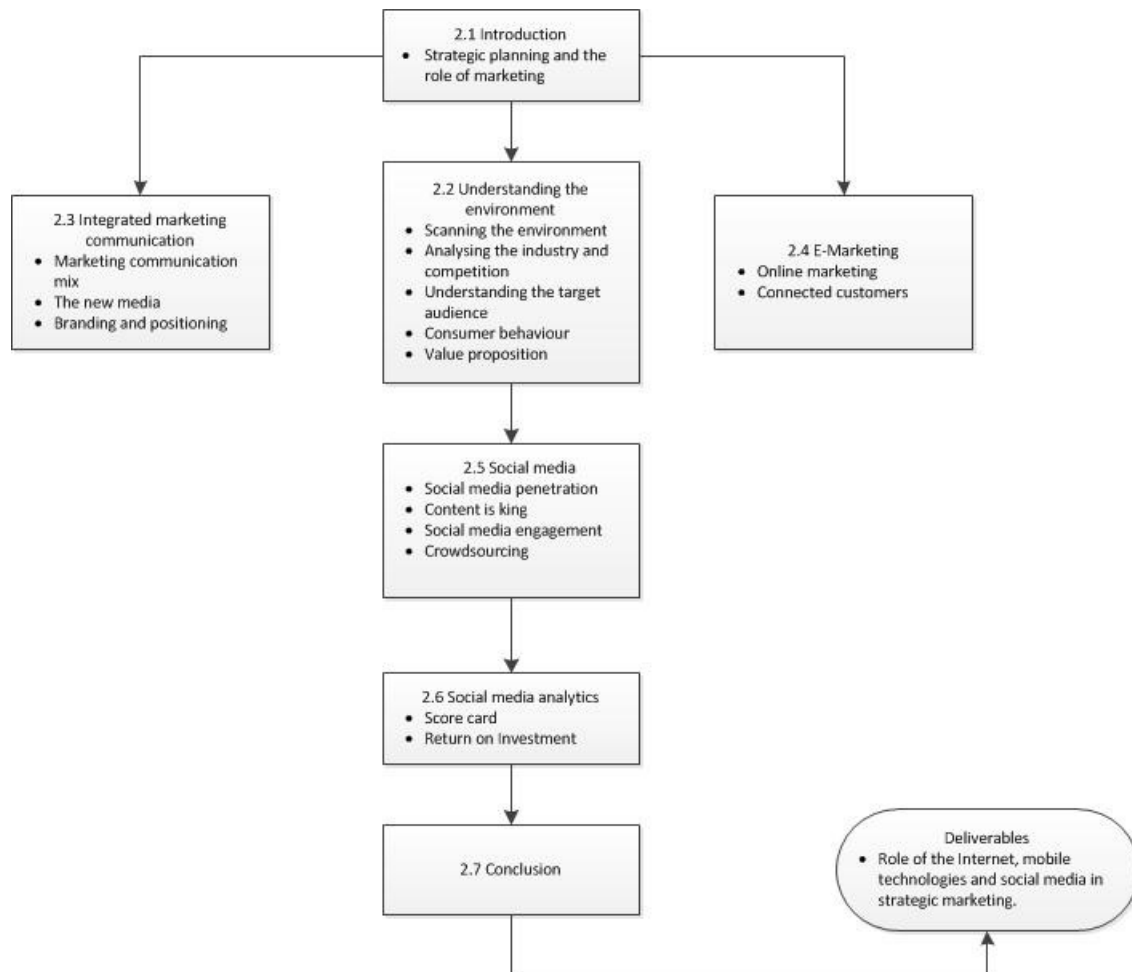 2.1 Introduction
• Strategic planning and the
role of marketing
2.3 Integrated marketing
communication
• Marketing communication
mix
• The new media
• Branding and positioning
2.2 Understanding the
environment
• Scanning the environment
• Analysing the industry and
competition
• Understanding the target
audience
• Consumer behaviour
• Value proposition
2.4 E-Marketing
• Online marketing
• Connected customers
2.5 Social media
• Social media penetration
• Content is king
• Social media engagement
• Crowdsourcing
2.6 Social media analytics
• Score card
• Return on Investment
2.7 Conclusion
Deliverables
• Role of the Internet, mobile
technologies and social media in
strategic marketing.